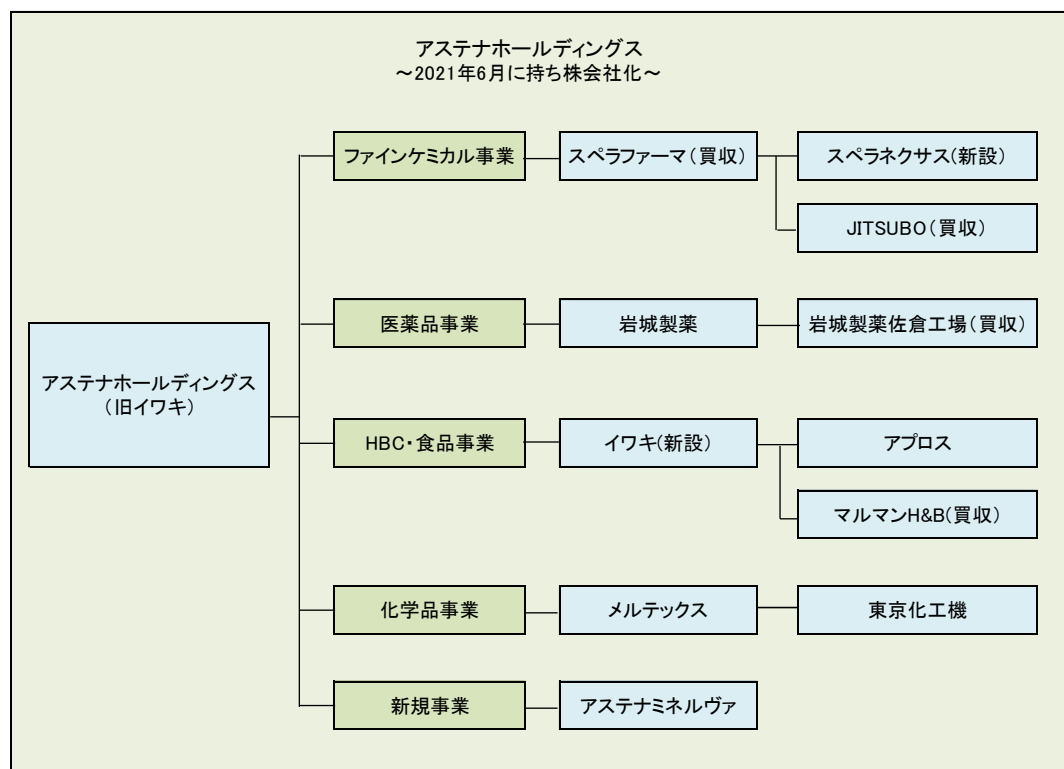 アステナホールディングス
～2021年6月に持ち株会社化～
ファインケミカル事業
スペラファーマ(買収)
スペラネクサス(新設)
JITSUBO(買収)
医薬品事業
岩城製薬
岩城製薬佐倉工場(買収)
アステナホールディングス
(旧イワキ)
HBC・食品事業
イワキ(新設)
アプロス
マルマンH&B(買収)
化学品事業
メルテックス
東京化工機
新規事業
アステナミネルヴァ